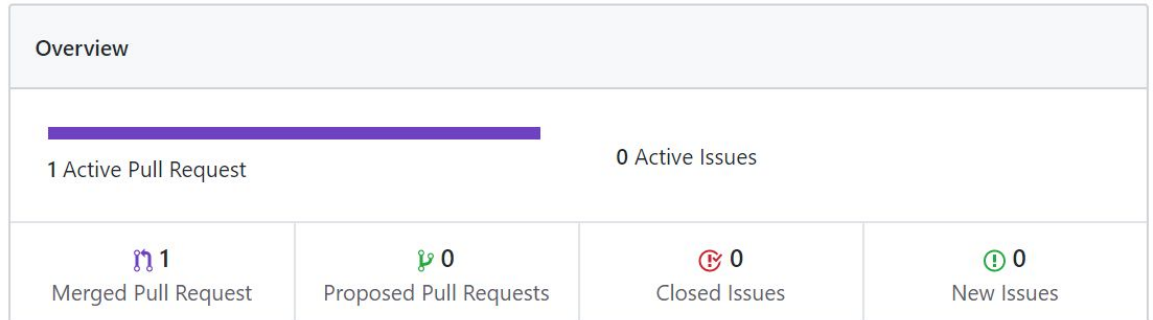 Overview
1 Active Pull Request
0 Active Issues
1
Merged Pull Request
0
Proposed Pull Requests
0
Closed Issues
0
New Issues